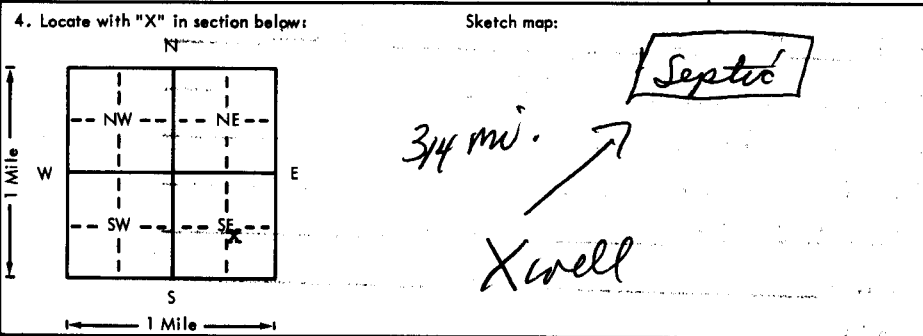 4. Locate with "X" in section below:
Sketch map:
N
Septic
NW
NE
3/4 mi.
1 Mile
W
E
SW
SE
X
X well
S
1 Mile